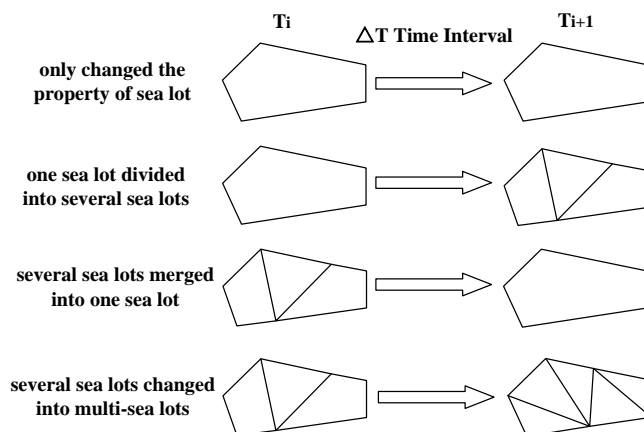 Ti
△T Time Interval
Ti+1
only changed the
property of sea lot
one sea lot divided
into several sea lots
several sea lots merged
into one sea lot
several sea lots changed
into multi-sea lots